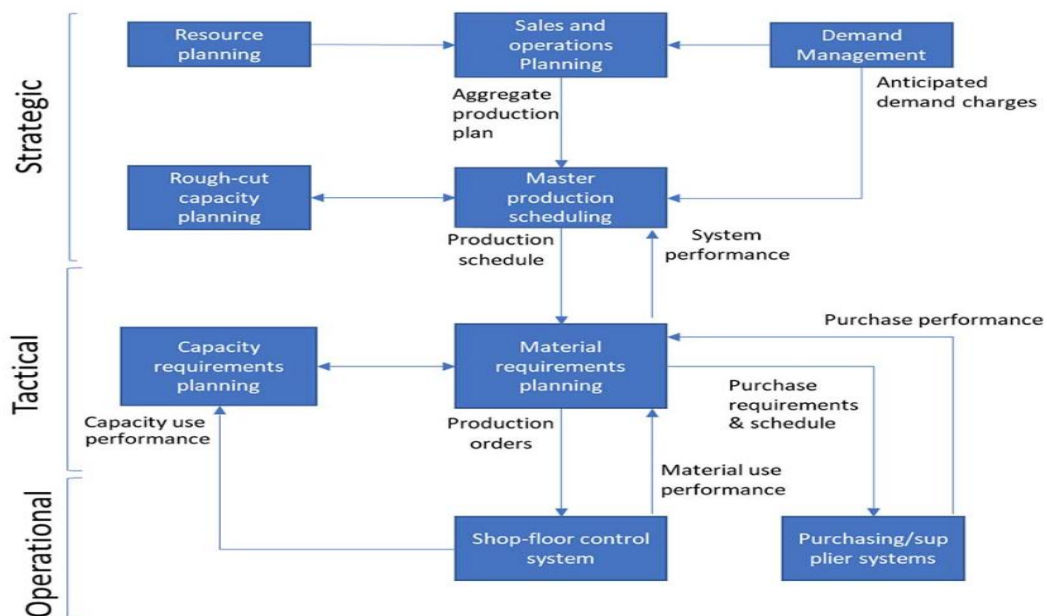 Strategic
Resource
planning
Sales and
operations
Planning
Demand
Management
Aggregate
production
plan
Anticipated
demand charges
Rough-cut
capacity
planning
Master
production
scheduling
Production
schedule
System
performance
Tactical
Capacity
requirements
planning
Material
requirements
planning
Purchase performance
Capacity use
performance
Production
orders
Purchase
requirements
& schedule
Material use
performance
Operational
Shop-floor control
system
Purchasing/sup
plier systems